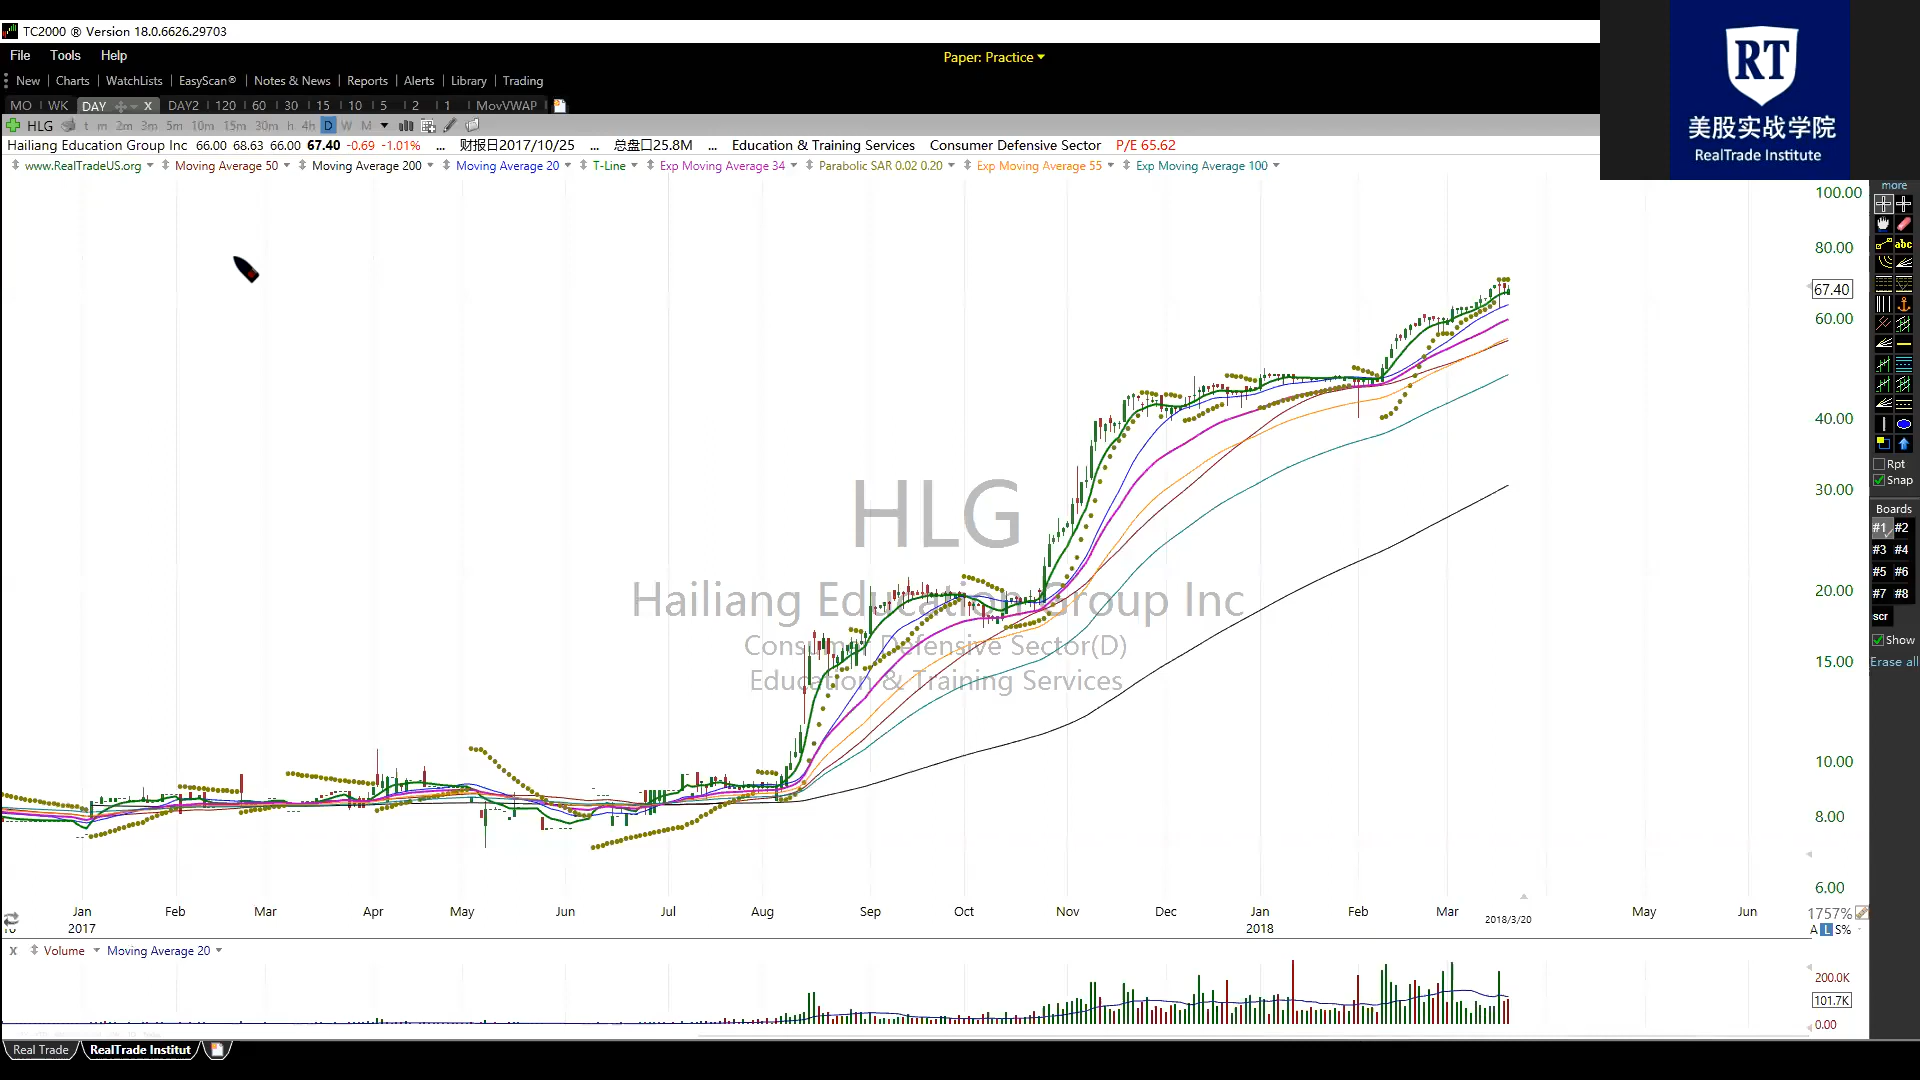 TC2000 ® Version 18.0.6626.29703
File Tools Help
Paper: Practice
New Charts WatchLists EasyScan® Notes & News Reports Alerts Library Trading
MO WK DAY X DAY2 120 60 30 15 10 5 2 1 MovVWAP
HLG t m 2m 3m 5m 10m 15m 30m h 4h D W M
Hailiang Education Group Inc 66.00 68.63 66.00 67.40 -0.69 -1.01% ... 财报日2017/10/25 ... 总盘口25.8M ... Education & Training Services Consumer Defensive Sector P/E 65.62
www.RealTradeUS.org Moving Average 50 Moving Average 200 Moving Average 20 T-Line Exp Moving Average 34 Parabolic SAR 0.02 0.20 Exp Moving Average 55 Exp Moving Average 100
RT
美股实战学院
RealTrade Institute
more
abc
Rpt
Snap
Boards
#1 #2
#3 #4
#5 #6
#7 #8
scr
Show
Erase all
100.00
80.00
67.40
60.00
40.00
30.00
20.00
15.00
10.00
8.00
6.00
HLG
Hailiang Education Group Inc
Consumer Defensive Sector(D)
Education & Training Services
Jan Feb Mar Apr May Jun Jul Aug Sep Oct Nov Dec Jan Feb Mar 2018/3/20 May Jun
2017 2018
1757%
A L S%
X Volume Moving Average 20
200.0K
101.7K
0.00
Real Trade RealTrade Institut